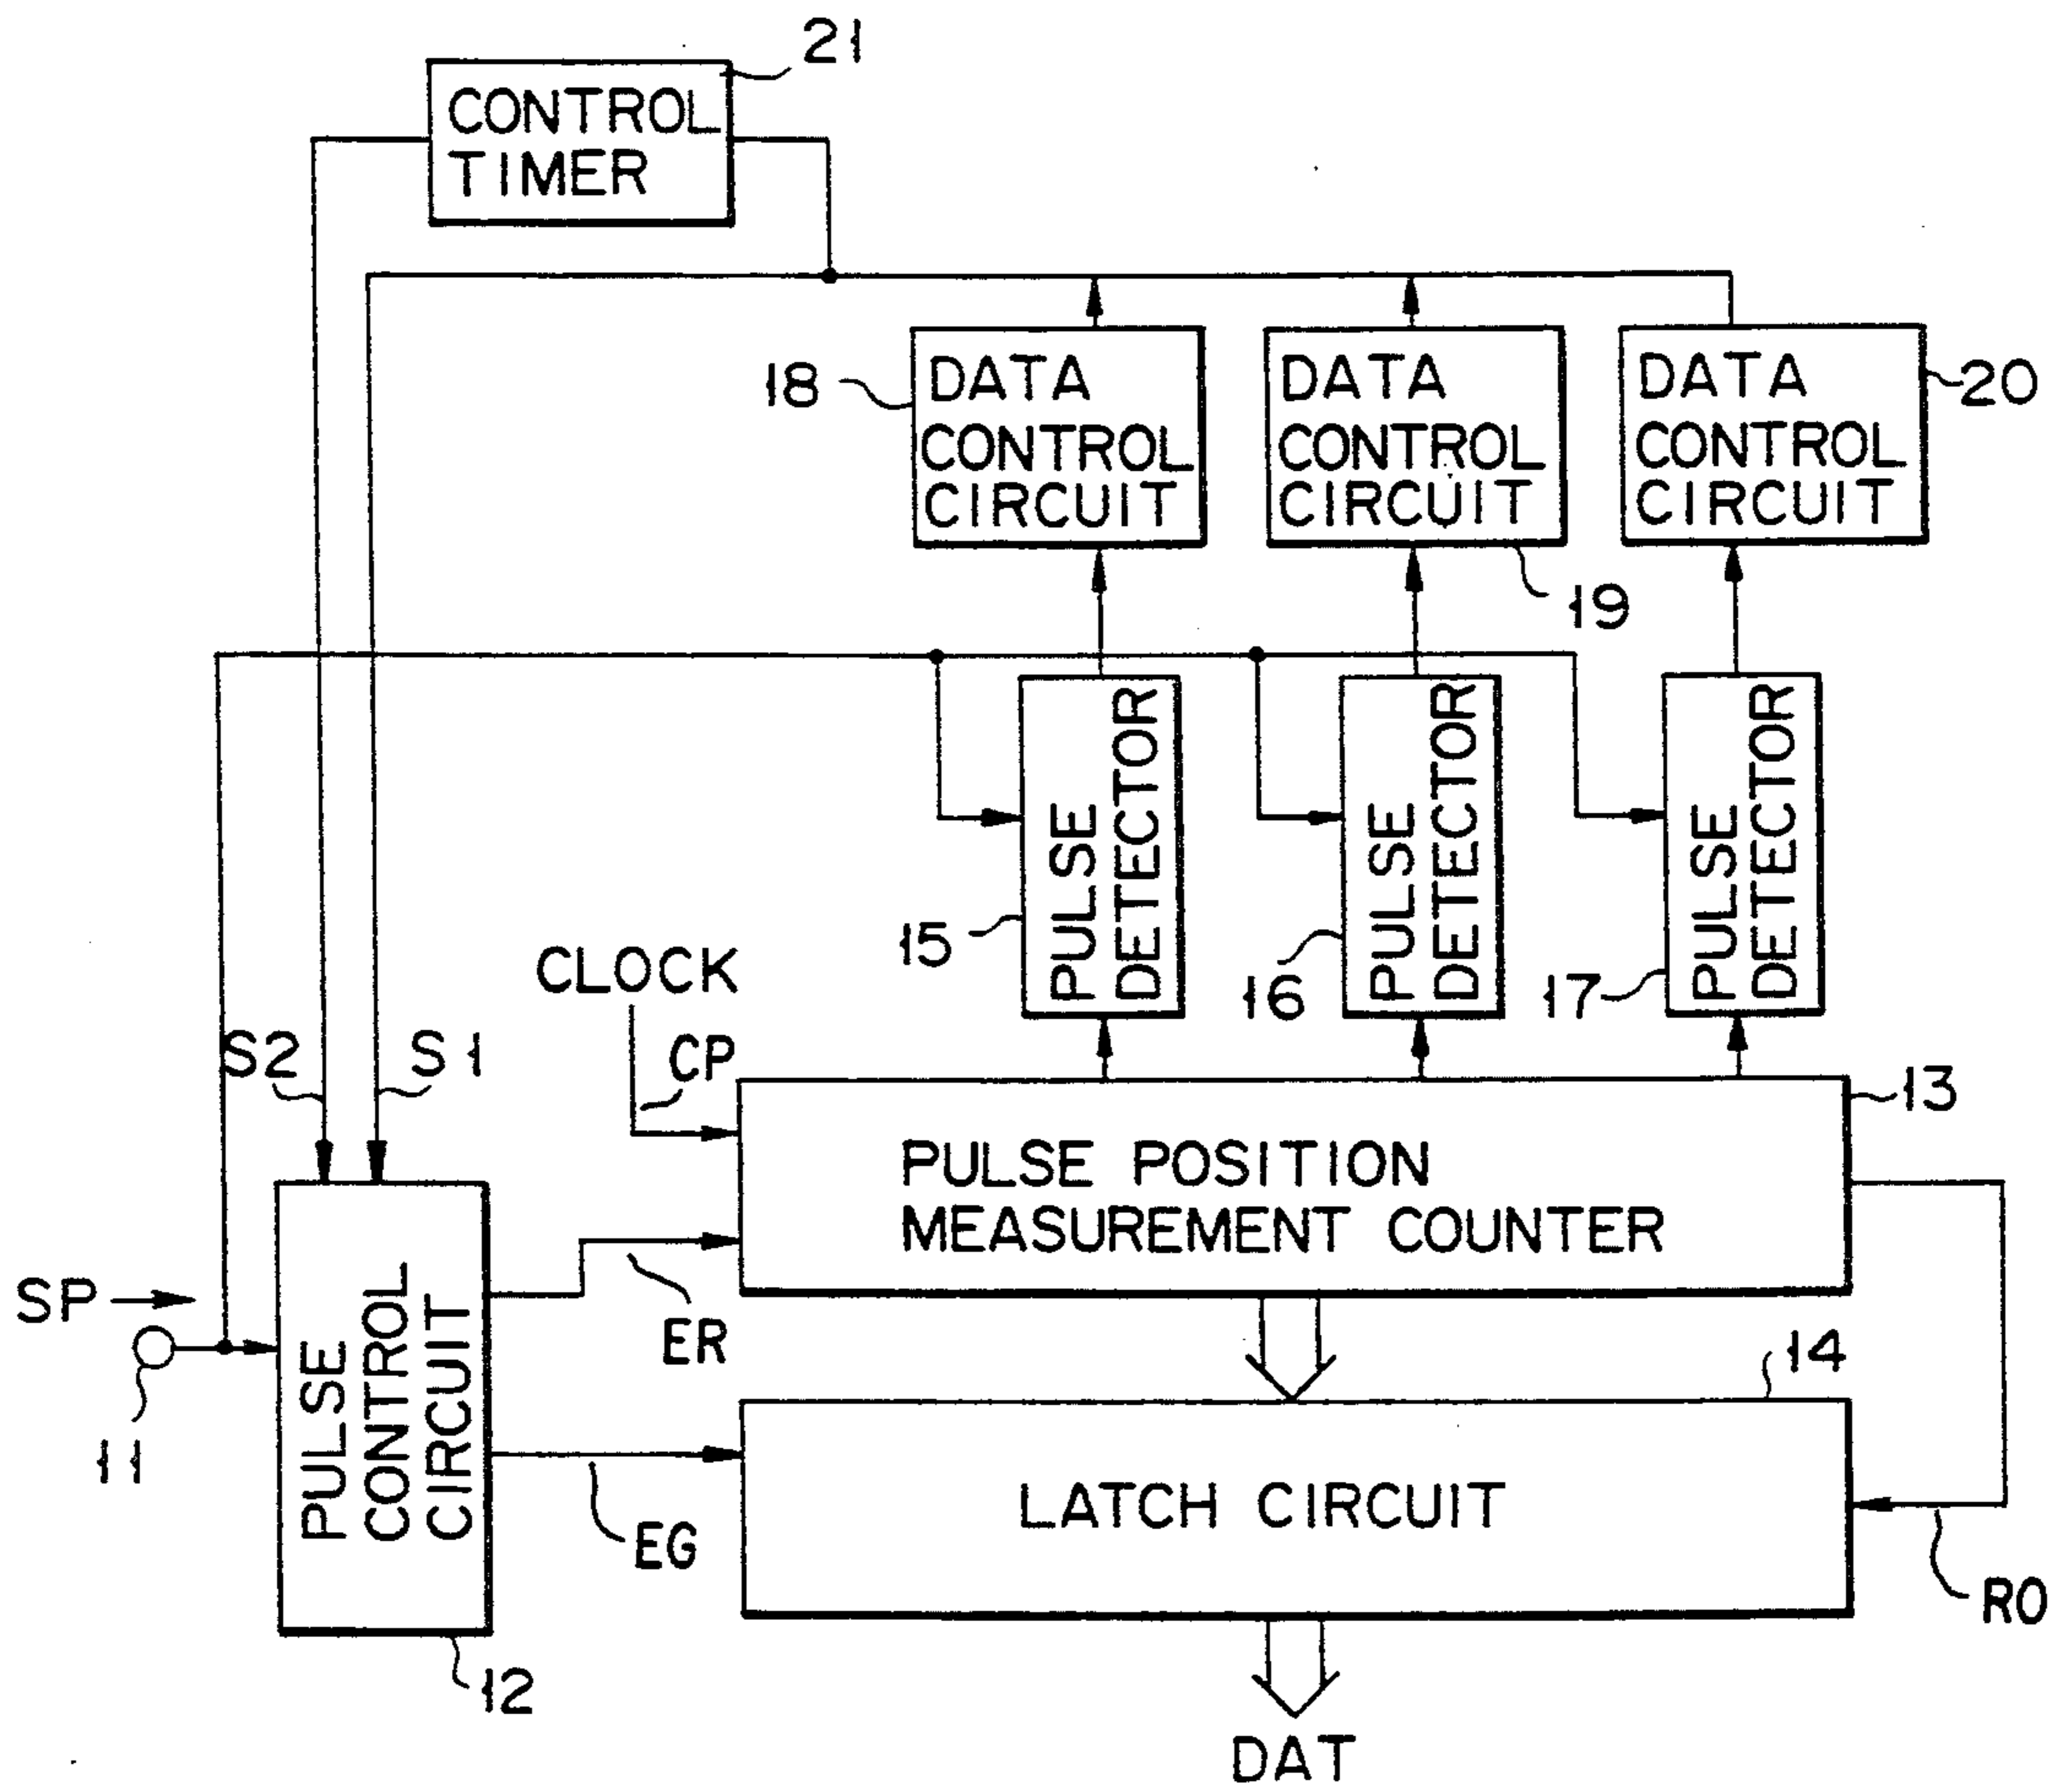 21
CONTROL
TIMER
18
DATA
CONTROL
CIRCUIT
DATA
CONTROL
CIRCUIT
19
DATA
CONTROL
CIRCUIT
20
PULSE
DETECTOR
15
PULSE
DETECTOR
16
PULSE
DETECTOR
17
CLOCK
CP
S2
S1
13
PULSE POSITION
MEASUREMENT COUNTER
SP
11
PULSE
CONTROL
CIRCUIT
12
ER
EG
14
LATCH CIRCUIT
RO
DAT